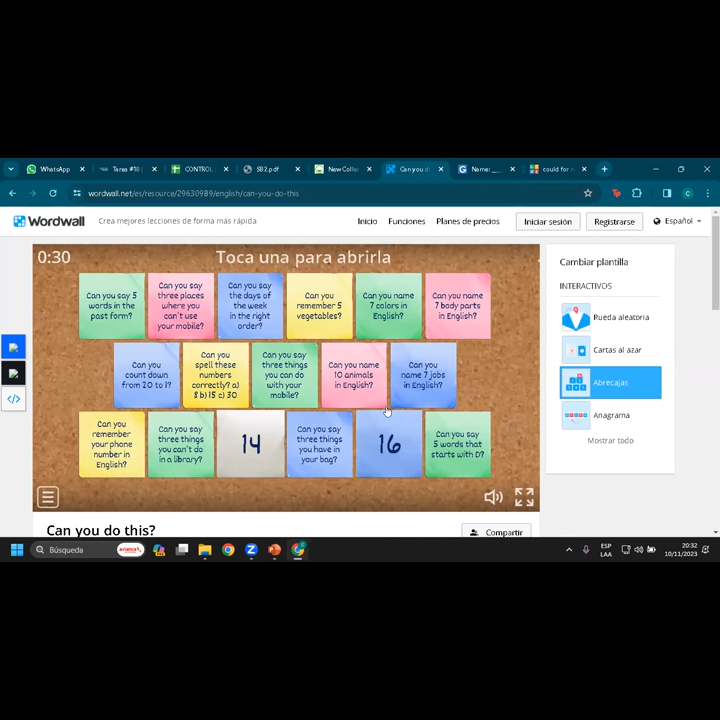 WhatsApp
Tarea #18 |
CONTROL
SB2.pdf
New Colle
Can you d
Name: ____
could for
wordwall.net/es/resource/29630989/english/can-you-do-this
C
Wordwall
Crea mejores lecciones de forma más rápida
Inicio
Funciones
Planes de precios
Iniciar sesión
Registrarse
Español
0:30
Toca una para abrirla
Can you say 5
words in the
past form?
Can you say
three places
where you
can't use
your mobile?
Can you say
the days of
the week
in the right
order?
Can you
remember 5
vegetables?
Can you name
7 colors in
English?
Can you name
7 body parts
in English?
Can you
count down
from 20 to 1?
Can you
spell these
numbers
correctly? a)
8 b) 15 c) 30
Can you say
three things
you can do
with your
mobile?
Can you name
10 animals
in English?
Can you
name 7 jobs
in English?
Can you
remember
your phone
number in
English?
Can you say
three things
you can't do
in a library?
14
Can you say
three things
you have in
your bag?
16
Can you say
5 words that
starts with D?
Can you do this?
Compartir
Cambiar plantilla
INTERACTIVOS
Rueda aleatoria
Cartas al azar
Abrecajas
Anagrama
Mostrar todo
Búsqueda
avianca
ESP
LAA
20:32
10/11/2023